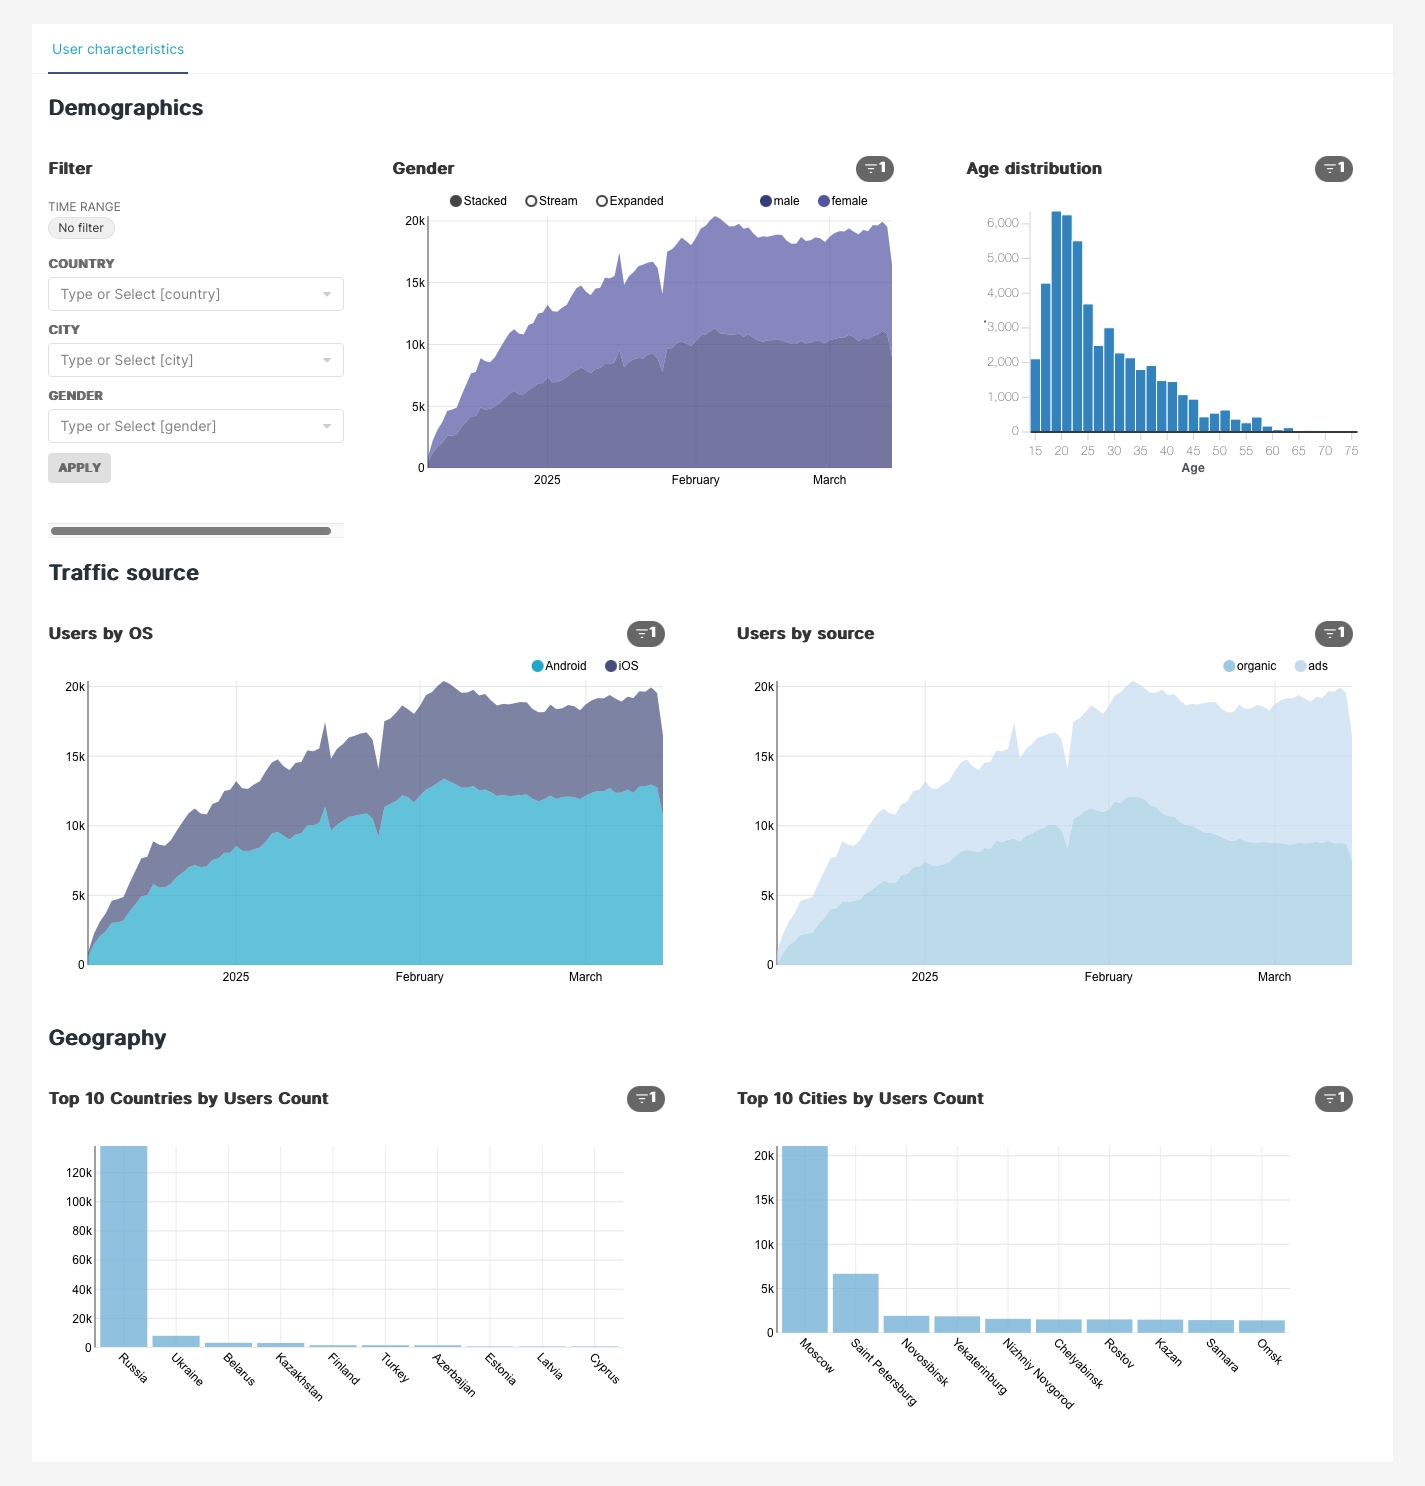 User characteristics
Demographics
Filter
TIME RANGE
No filter
COUNTRY
Type or Select [country]
CITY
Type or Select [city]
GENDER
Type or Select [gender]
APPLY
Gender
1
Stacked Stream Expanded male female
20k
15k
10k
5k
0
2025 February March
Age distribution
1
6,000
5,000
4,000
3,000
2,000
1,000
0
15 20 25 30 35 40 45 50 55 60 65 70 75
Age
Traffic source
Users by OS
1
Android iOS
20k
15k
10k
5k
0
2025 February March
Users by source
1
organic ads
20k
15k
10k
5k
0
2025 February March
Geography
Top 10 Countries by Users Count
1
120k
100k
80k
60k
40k
20k
0
Russia
Ukraine
Belarus
Kazakhstan
Finland
Turkey
Azerbaijan
Estonia
Latvia
Cyprus
Top 10 Cities by Users Count
1
20k
15k
10k
5k
0
Moscow
Saint Petersburg
Novosibirsk
Yekaterinburg
Nizhniy Novgorod
Chelyabinsk
Rostov
Kazan
Samara
Omsk